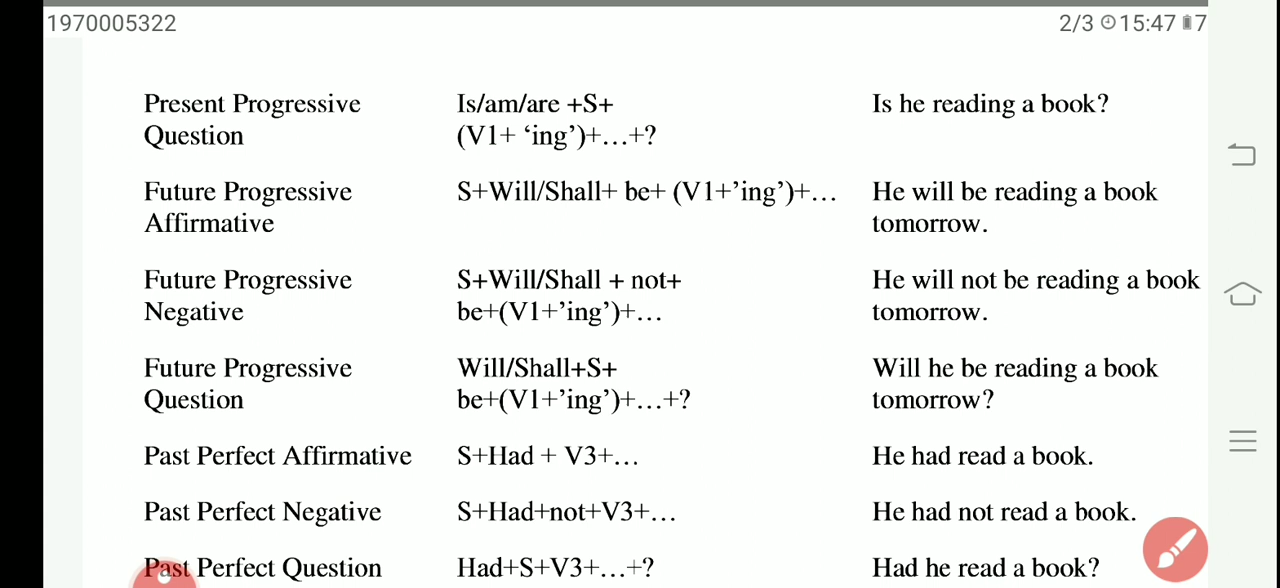 1970005322 2/3 15:47 7
Present Progressive Is/am/are +S+ Is he reading a book?
Question (V1+ ‘ing’)+…+?
Future Progressive S+Will/Shall+ be+ (V1+’ing’)+… He will be reading a book
Affirmative tomorrow.
Future Progressive S+Will/Shall + not+ He will not be reading a book
Negative be+(V1+’ing’)+… tomorrow.
Future Progressive Will/Shall+S+ Will he be reading a book
Question be+(V1+’ing’)+…+? tomorrow?
Past Perfect Affirmative S+Had + V3+… He had read a book.
Past Perfect Negative S+Had+not+V3+… He had not read a book.
Past Perfect Question Had+S+V3+…+? Had he read a book?